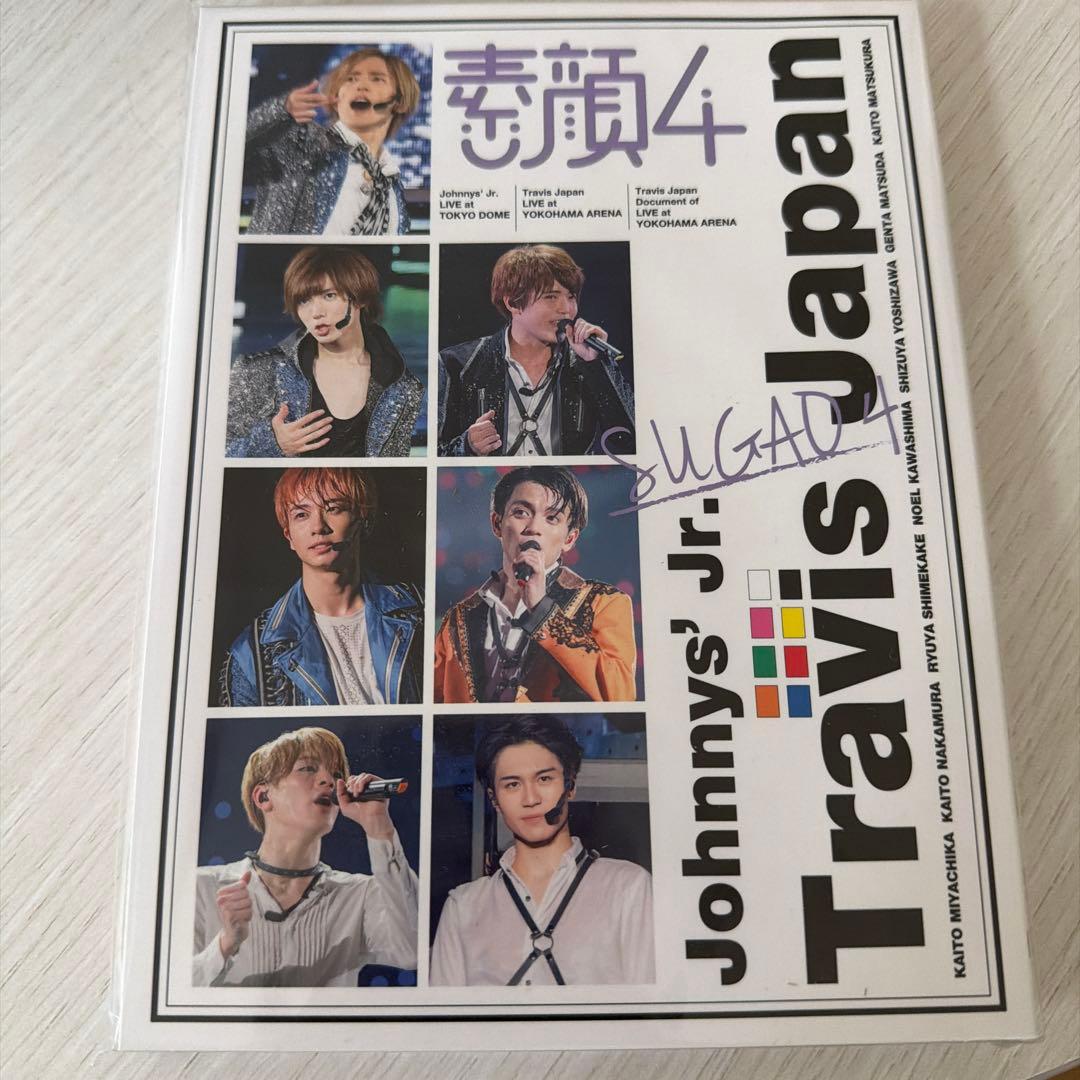 素顔4
Johnnys' Jr.
LIVE at
TOKYO DOME
Travis Japan
LIVE at
YOKOHAMA ARENA
Travis Japan
Document of
LIVE at
YOKOHAMA ARENA
SUGAO4
Johnnys' Jr.
Travis Japan
KAITO MIYACHIKA KAITO NAKAMURA RYUYA SHIMEKAKE NOEL KAWASHIMA SHIZUYA YOSHIZAWA GENTA MATSUDA KAITO MATSUKURA